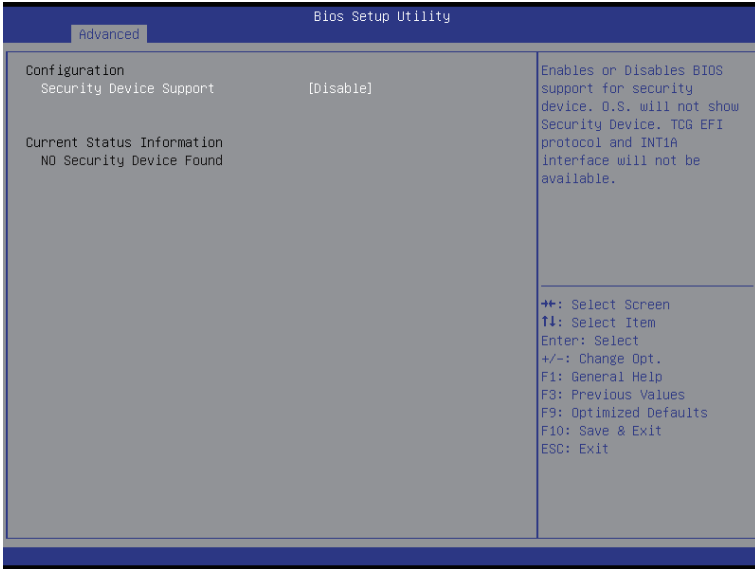 Bios Setup Utility
Advanced
Configuration
Security Device Support [Disable]
Current Status Information
NO Security Device Found
Enables or Disables BIOS
support for security
device. O.S. will not show
Security Device. TCG EFI
protocol and INT1A
interface will not be
available.
→←: Select Screen
↑↓: Select Item
Enter: Select
+/-: Change Opt.
F1: General Help
F3: Previous Values
F9: Optimized Defaults
F10: Save & Exit
ESC: Exit